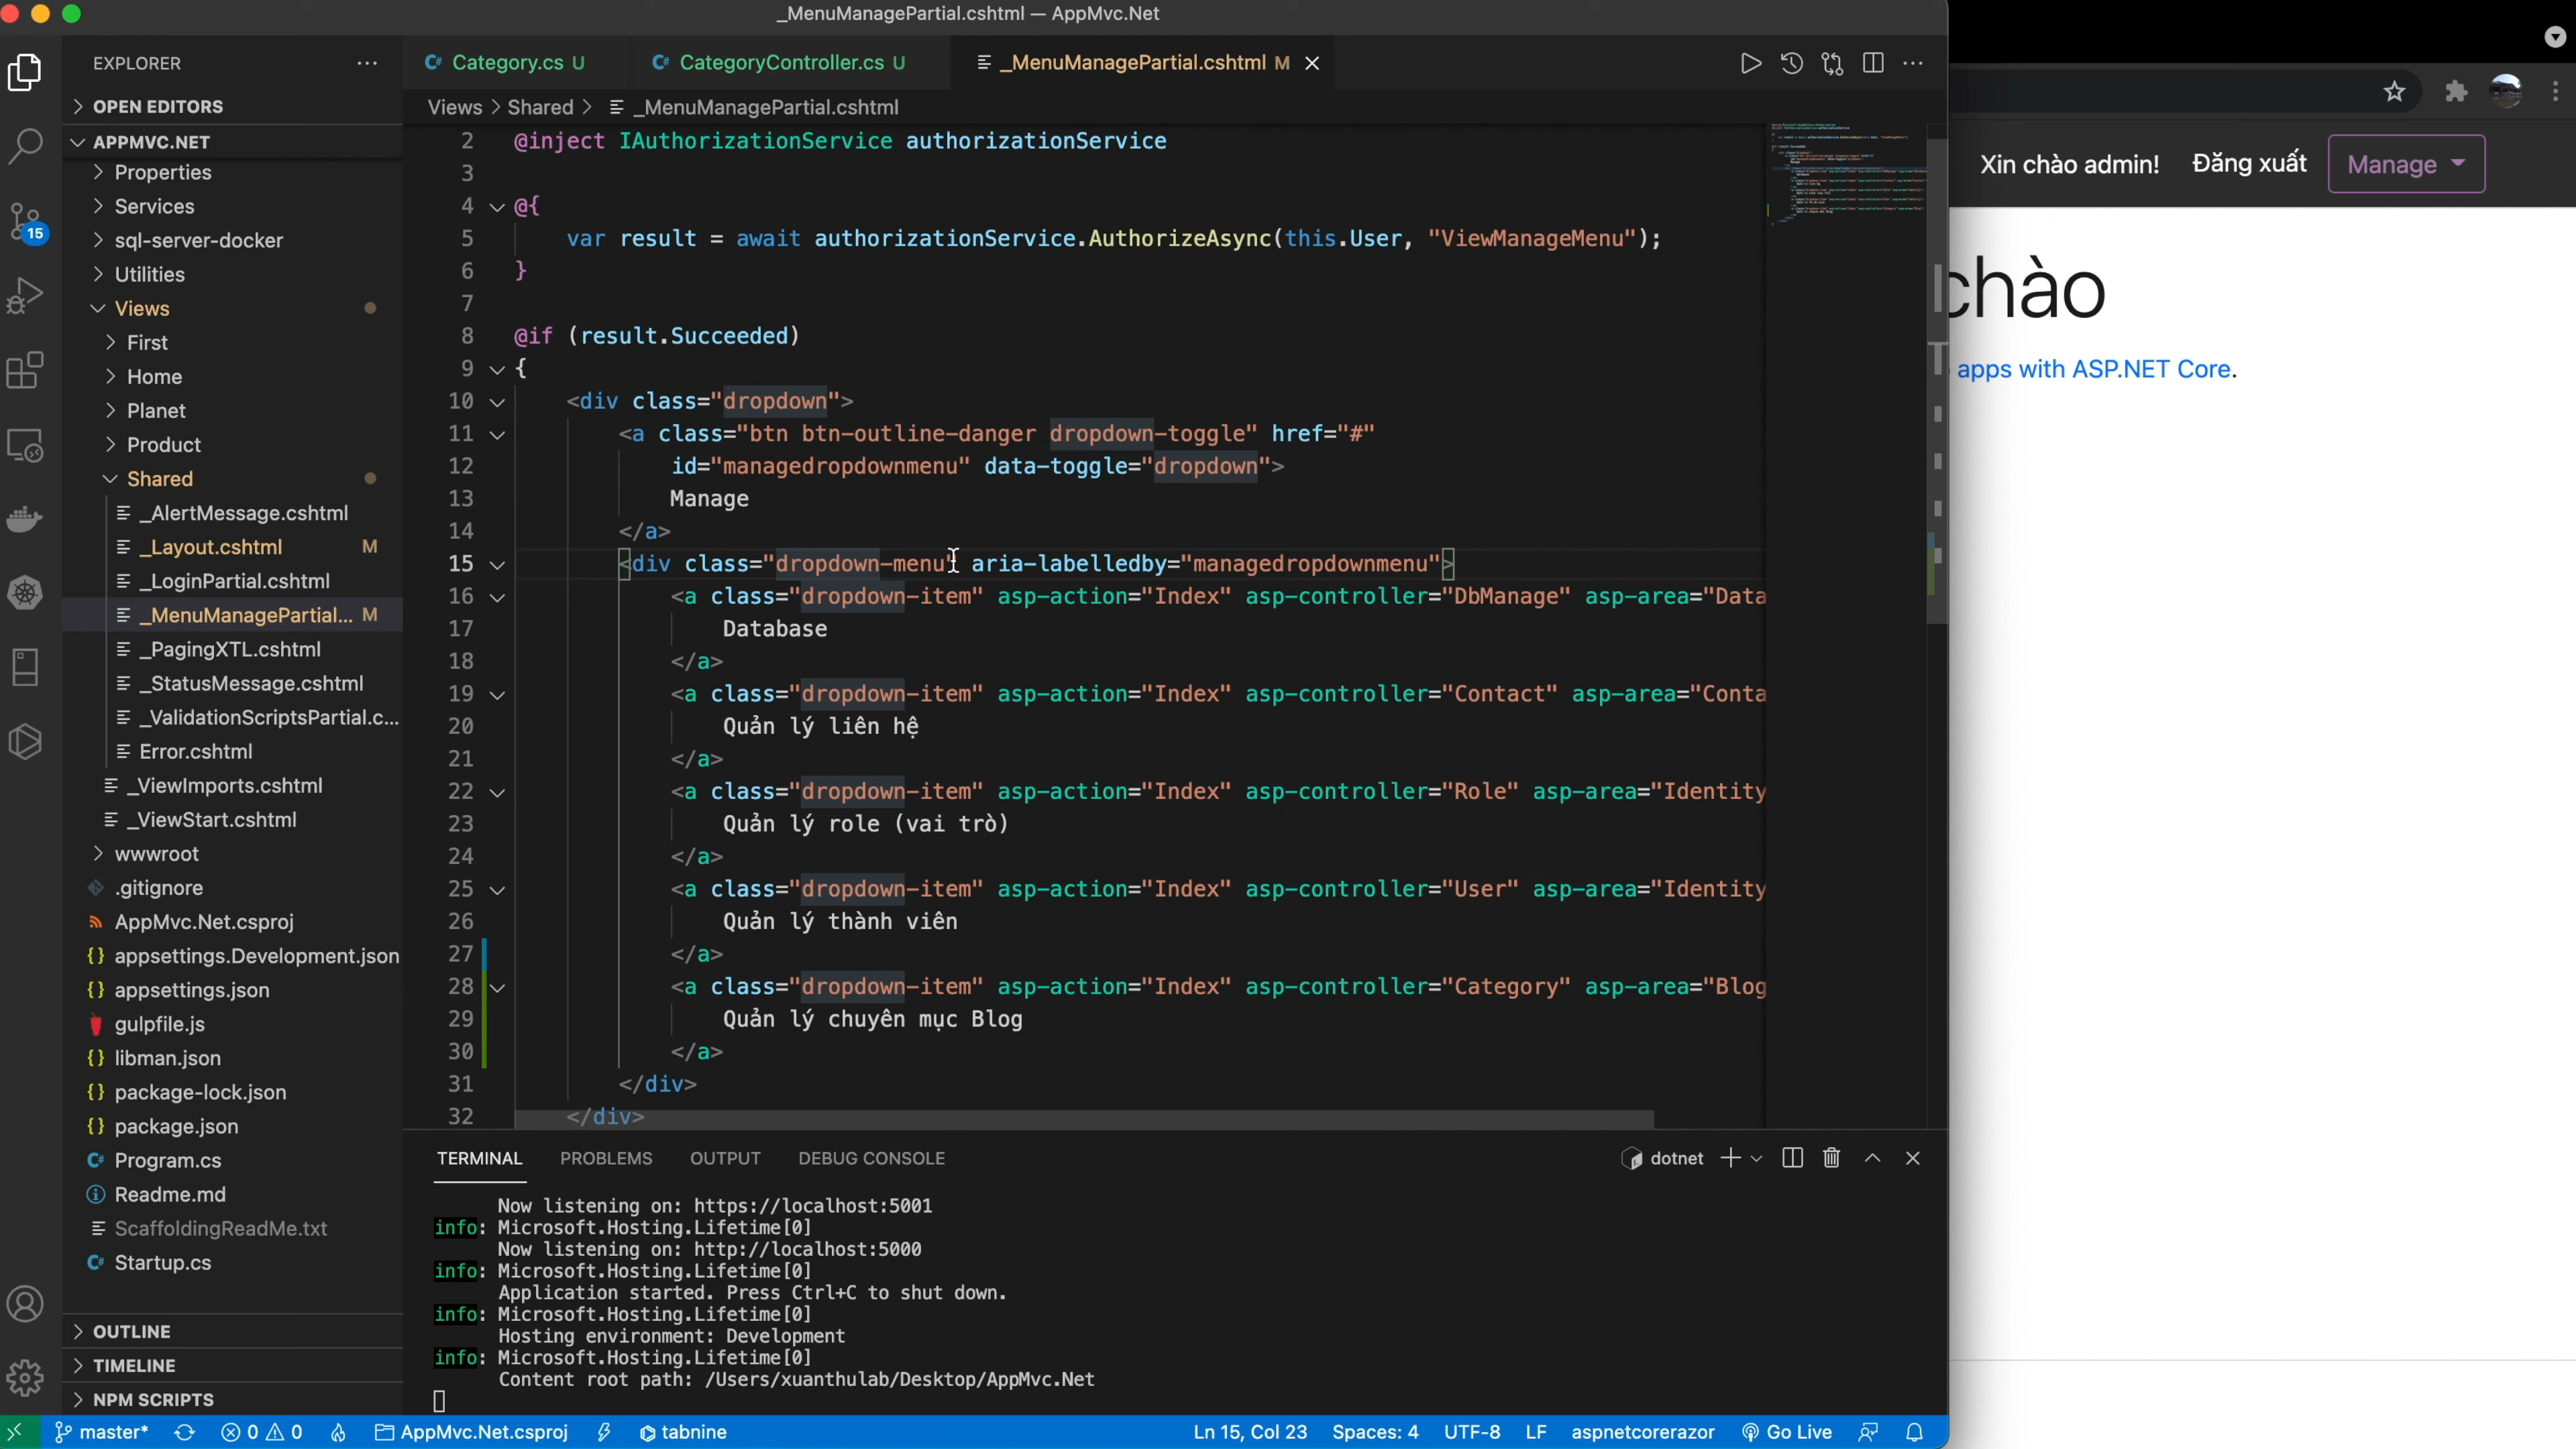 _MenuManagePartial.cshtml — AppMvc.Net
EXPLORER
Category.cs U
CategoryController.cs U
_MenuManagePartial.cshtml M
OPEN EDITORS
Views > Shared > _MenuManagePartial.cshtml
APPMVC.NET
Properties
Services
sql-server-docker
Utilities
Views
First
Home
Planet
Product
Shared
_AlertMessage.cshtml
_Layout.cshtml M
_LoginPartial.cshtml
_MenuManagePartial... M
_PagingXTL.cshtml
_StatusMessage.cshtml
_ValidationScriptsPartial.c...
Error.cshtml
_ViewImports.cshtml
_ViewStart.cshtml
wwwroot
.gitignore
AppMvc.Net.csproj
appsettings.Development.json
appsettings.json
gulpfile.js
libman.json
package-lock.json
package.json
Program.cs
Readme.md
ScaffoldingReadMe.txt
Startup.cs
OUTLINE
TIMELINE
NPM SCRIPTS
15
2 @inject IAuthorizationService authorizationService
3
4 @{
5 var result = await authorizationService.AuthorizeAsync(this.User, "ViewManageMenu");
6 }
7
8 @if (result.Succeeded)
9 {
10 <div class="dropdown">
11 <a class="btn btn-outline-danger dropdown-toggle" href="#"
12 id="managedropdownmenu" data-toggle="dropdown">
13 Manage
14 </a>
15 <div class="dropdown-menu" aria-labelledby="managedropdownmenu">
16 <a class="dropdown-item" asp-action="Index" asp-controller="DbManage" asp-area="Data
17 Database
18 </a>
19 <a class="dropdown-item" asp-action="Index" asp-controller="Contact" asp-area="Conta
20 Quản lý liên hệ
21 </a>
22 <a class="dropdown-item" asp-action="Index" asp-controller="Role" asp-area="Identity
23 Quản lý role (vai trò)
24 </a>
25 <a class="dropdown-item" asp-action="Index" asp-controller="User" asp-area="Identity
26 Quản lý thành viên
27 </a>
28 <a class="dropdown-item" asp-action="Index" asp-controller="Category" asp-area="Blog
29 Quản lý chuyên mục Blog
30 </a>
31 </div>
32 </div>
TERMINAL PROBLEMS OUTPUT DEBUG CONSOLE
dotnet
Now listening on: https://localhost:5001
info: Microsoft.Hosting.Lifetime[0]
Now listening on: http://localhost:5000
info: Microsoft.Hosting.Lifetime[0]
Application started. Press Ctrl+C to shut down.
info: Microsoft.Hosting.Lifetime[0]
Hosting environment: Development
info: Microsoft.Hosting.Lifetime[0]
Content root path: /Users/xuanthulab/Desktop/AppMvc.Net
master* 0 0 AppMvc.Net.csproj tabnine
Ln 15, Col 23 Spaces: 4 UTF-8 LF aspnetcorerazor Go Live
Xin chào admin! Đăng xuất Manage
chào
apps with ASP.NET Core.